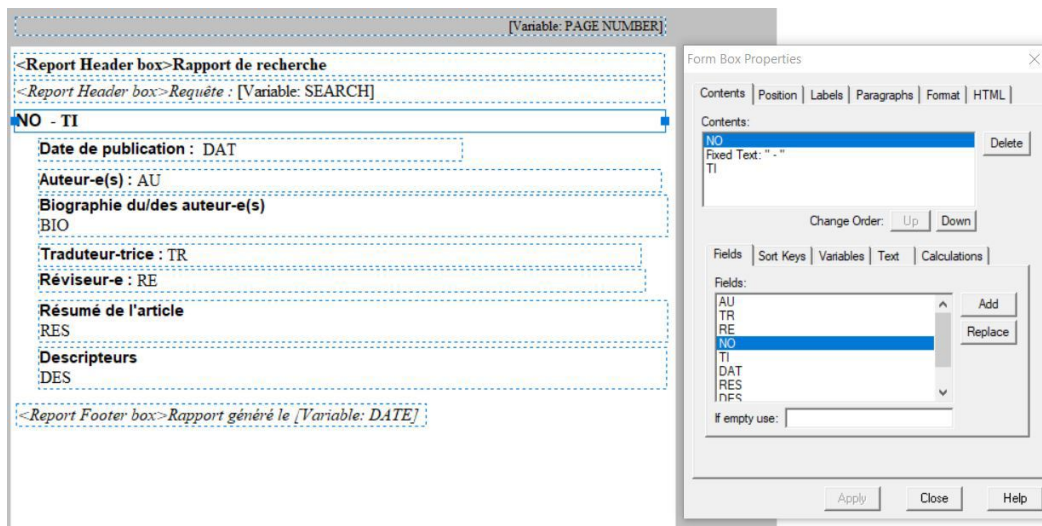 [Variable: PAGE NUMBER]
<Report Header box>Rapport de recherche
<Report Header box>Requête : [Variable: SEARCH]
NO - TI
Date de publication : DAT
Auteur-e(s) : AU
Biographie du/des auteur-e(s)
BIO
Traduteur-trice : TR
Réviseur-e : RE
Résumé de l'article
RES
Descripteurs
DES
<Report Footer box>Rapport généré le [Variable: DATE]
Form Box Properties
Contents Position Labels Paragraphs Format HTML
Contents:
NO
Fixed Text: " - "
TI
Delete
Change Order: Up Down
Fields Sort Keys Variables Text Calculations
Fields:
AU
TR
RE
NO
TI
DAT
RES
DES
Add
Replace
If empty use:
Apply Close Help